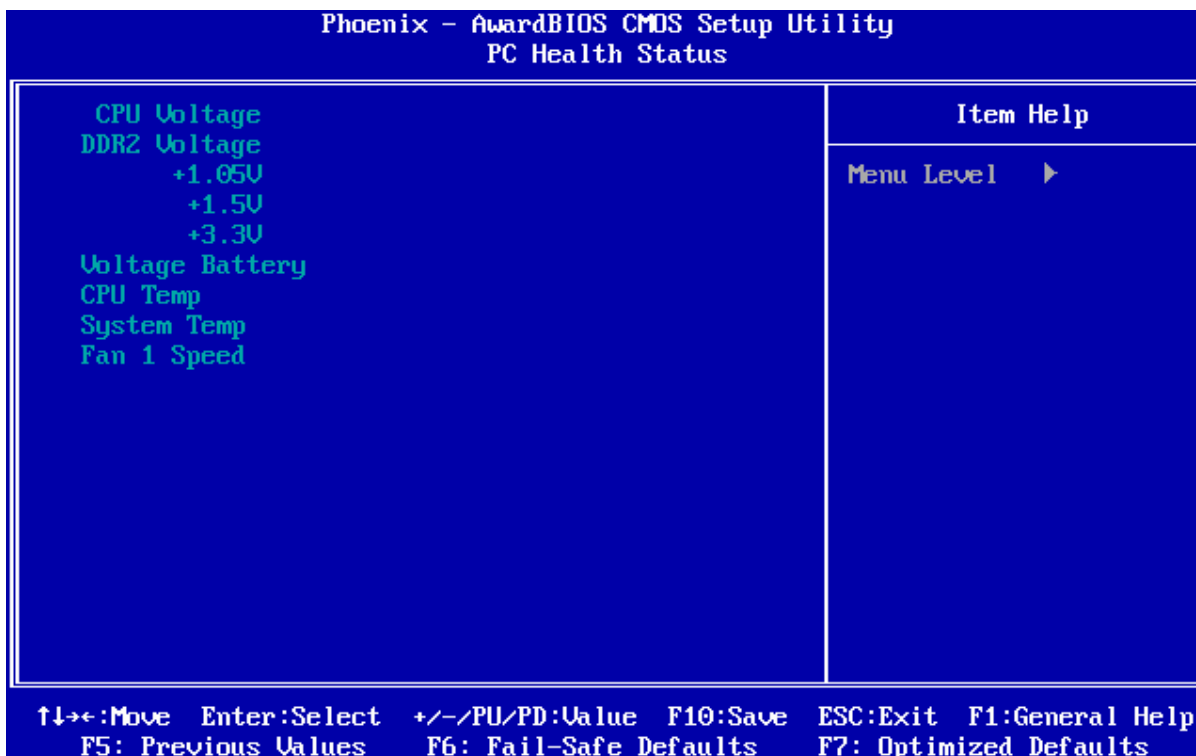 Phoenix - AwardBIOS CMOS Setup Utility
PC Health Status
CPU Voltage
DDR2 Voltage
+1.05V
+1.5V
+3.3V
Voltage Battery
CPU Temp
System Temp
Fan 1 Speed
Item Help
Menu Level ▶
↑↓→←:Move Enter:Select +/-/PU/PD:Value F10:Save ESC:Exit F1:General Help
F5: Previous Values F6: Fail-Safe Defaults F7: Optimized Defaults